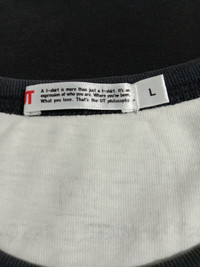 T
A t-shirt is more than just a t-shirt. It's an
expression of who you are. Where you've been.
What you love. That's the UT philosophy.
L